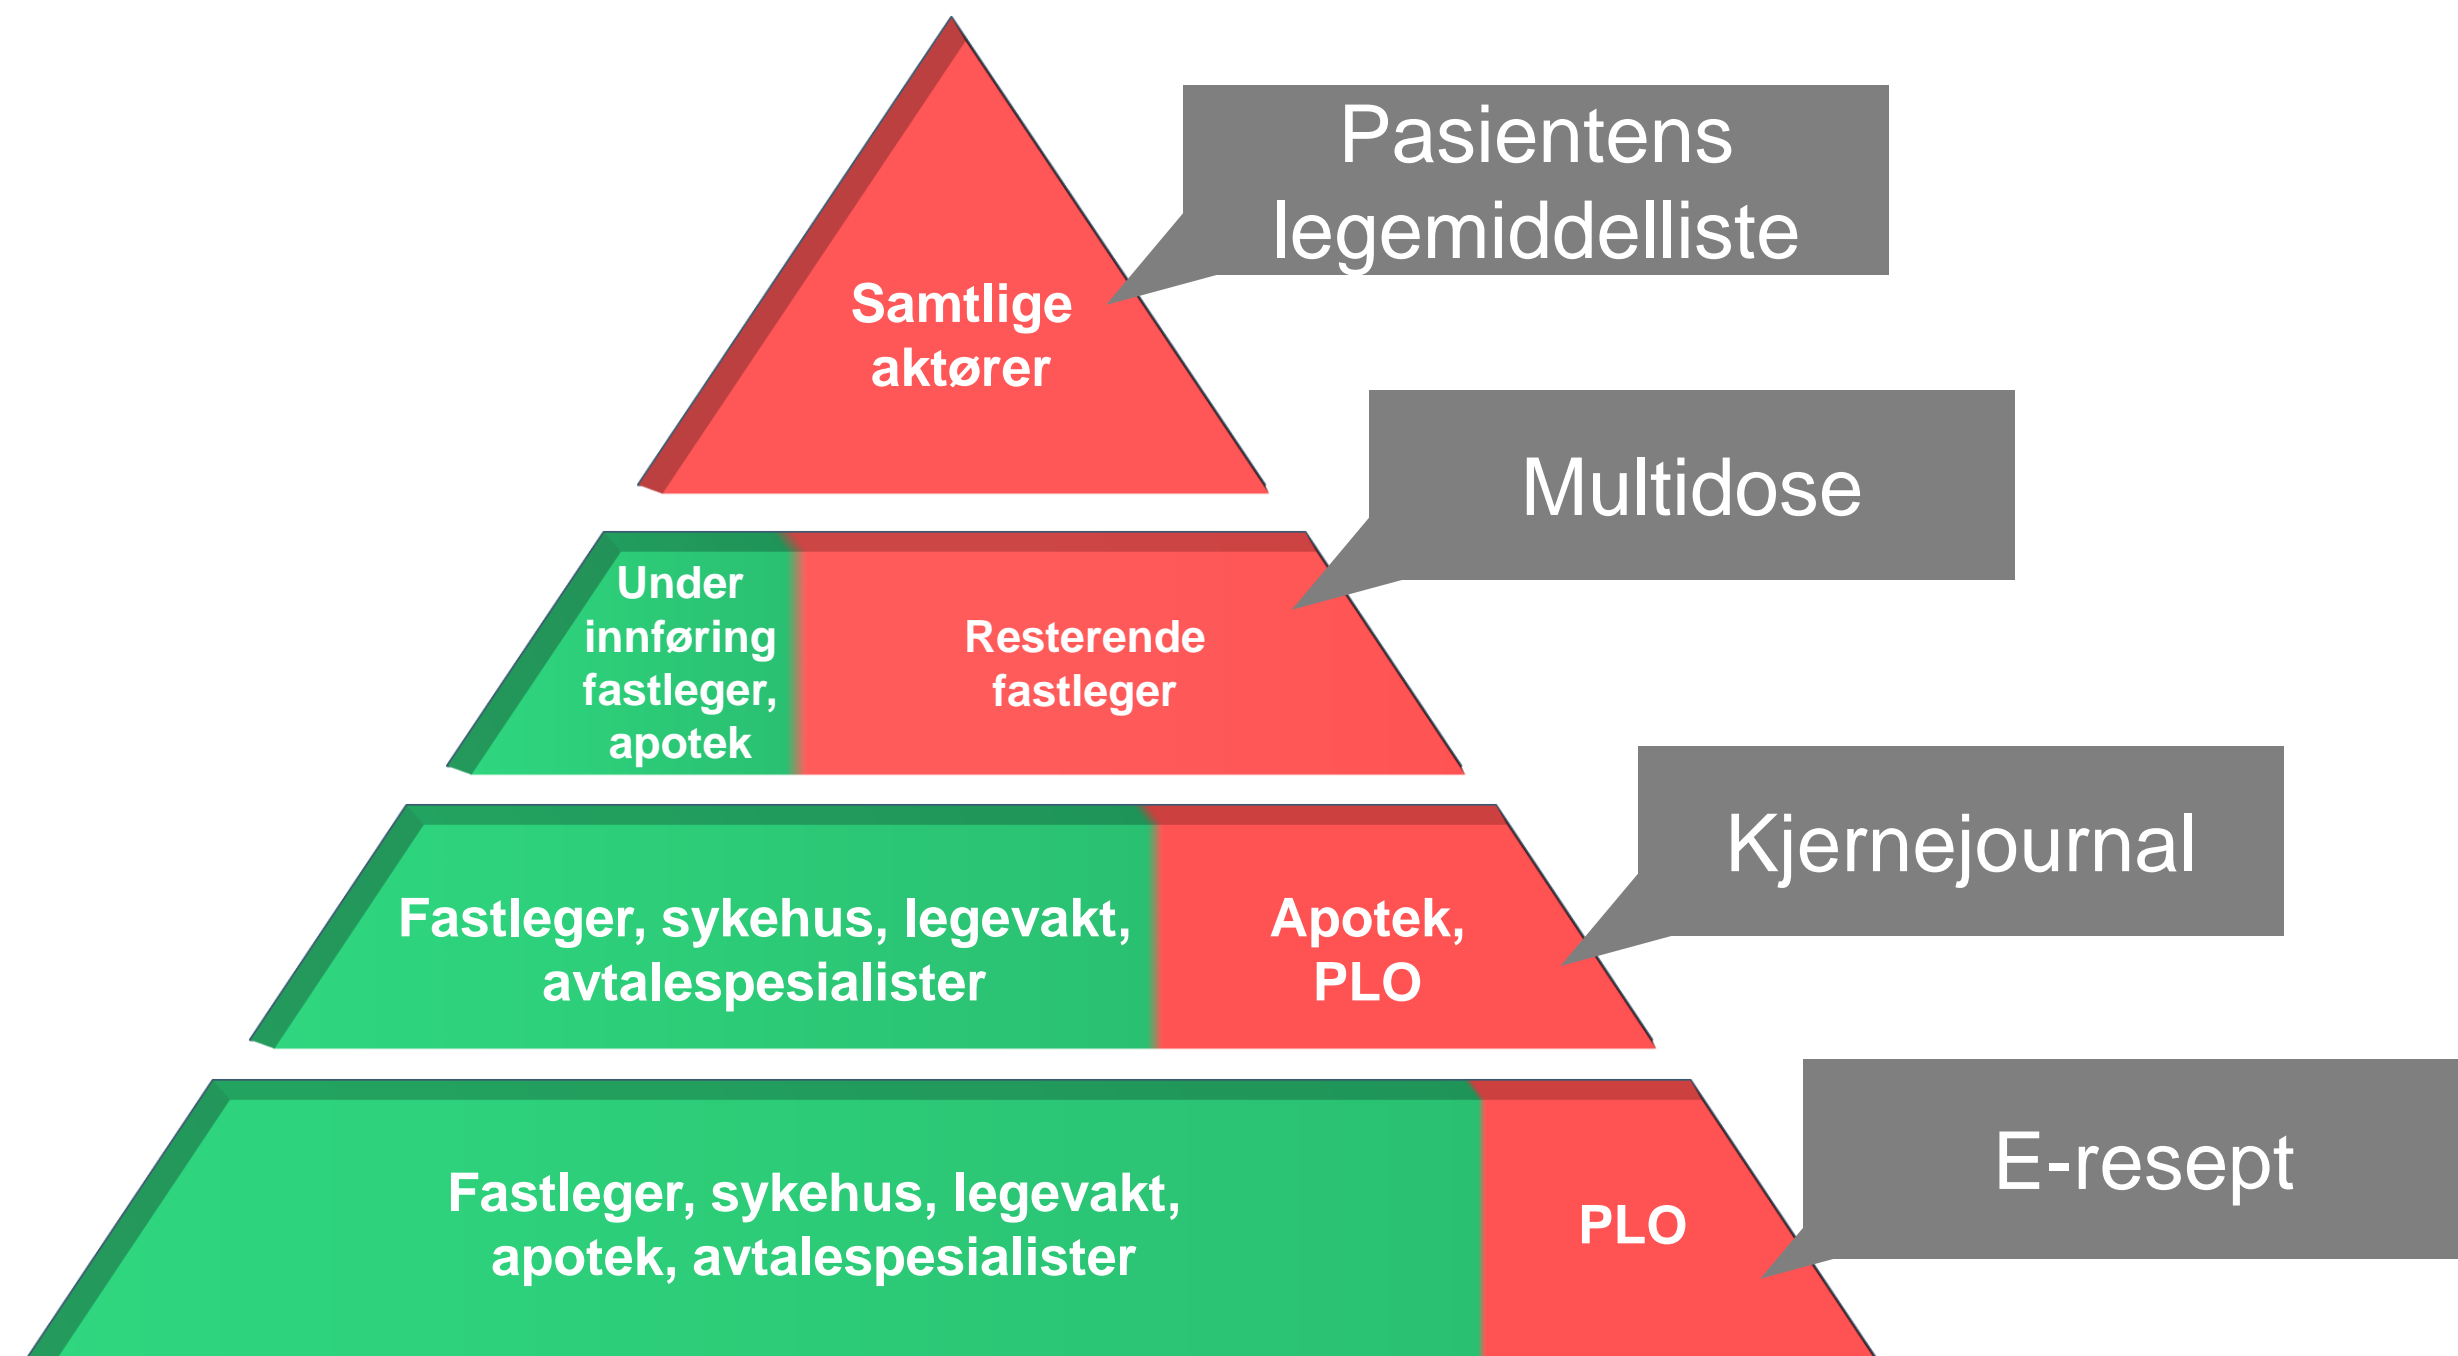 Pasientens
legemiddelliste
Samtlige
aktører
Multidose
Under
innføring
fastleger,
apotek
Resterende
fastleger
Kjernejournal
Fastleger, sykehus, legevakt,
avtalespesialister
Apotek,
PLO
E-resept
Fastleger, sykehus, legevakt,
apotek, avtalespesialister
PLO